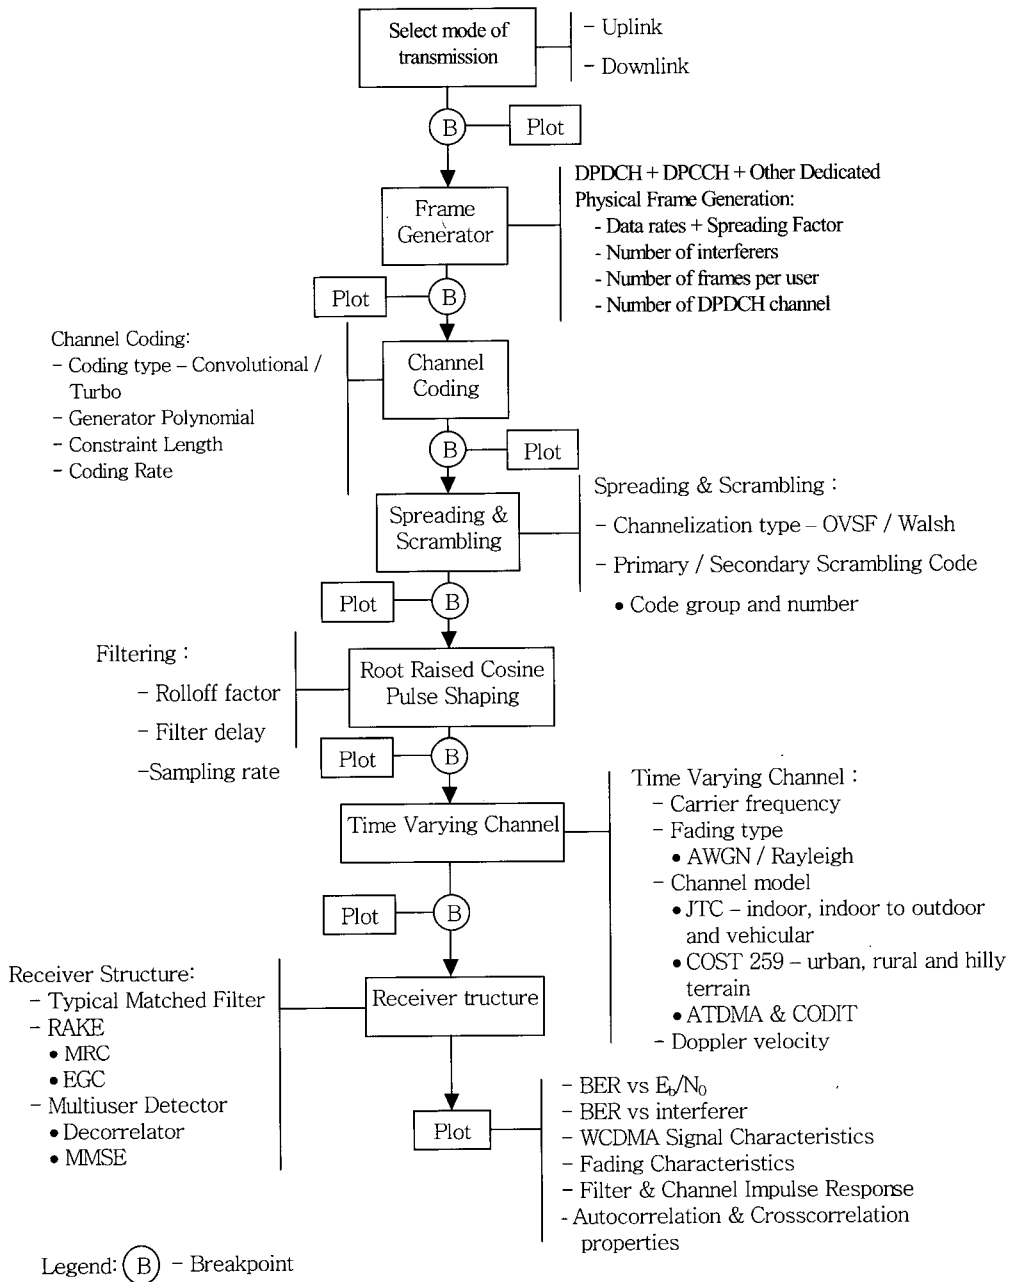 Select mode of
transmission
- Uplink
- Downlink
B
Plot
Frame
Generator
DPDCH + DPCCH + Other Dedicated
Physical Frame Generation:
- Data rates + Spreading Factor
- Number of interferers
- Number of frames per user
- Number of DPDCH channel
Plot
B
Channel Coding:
- Coding type – Convolutional /
Turbo
- Generator Polynomial
- Constraint Length
- Coding Rate
Channel
Coding
B
Plot
Spreading &
Scrambling
Spreading & Scrambling :
- Channelization type – OVSF / Walsh
- Primary / Secondary Scrambling Code
• Code group and number
Plot
B
Filtering :
- Rolloff factor
- Filter delay
-Sampling rate
Root Raised Cosine
Pulse Shaping
Plot
B
Time Varying Channel
Time Varying Channel :
- Carrier frequency
- Fading type
• AWGN / Rayleigh
- Channel model
• JTC – indoor, indoor to outdoor
and vehicular
• COST 259 – urban, rural and hilly
terrain
• ATDMA & CODIT
- Doppler velocity
Plot
B
Receiver Structure:
- Typical Matched Filter
- RAKE
• MRC
• EGC
- Multiuser Detector
• Decorrelator
• MMSE
Receiver tructure
Plot
- BER vs Eb/N0
- BER vs interferer
- WCDMA Signal Characteristics
- Fading Characteristics
- Filter & Channel Impulse Response
- Autocorrelation & Crosscorrelation
properties
Legend: B - Breakpoint